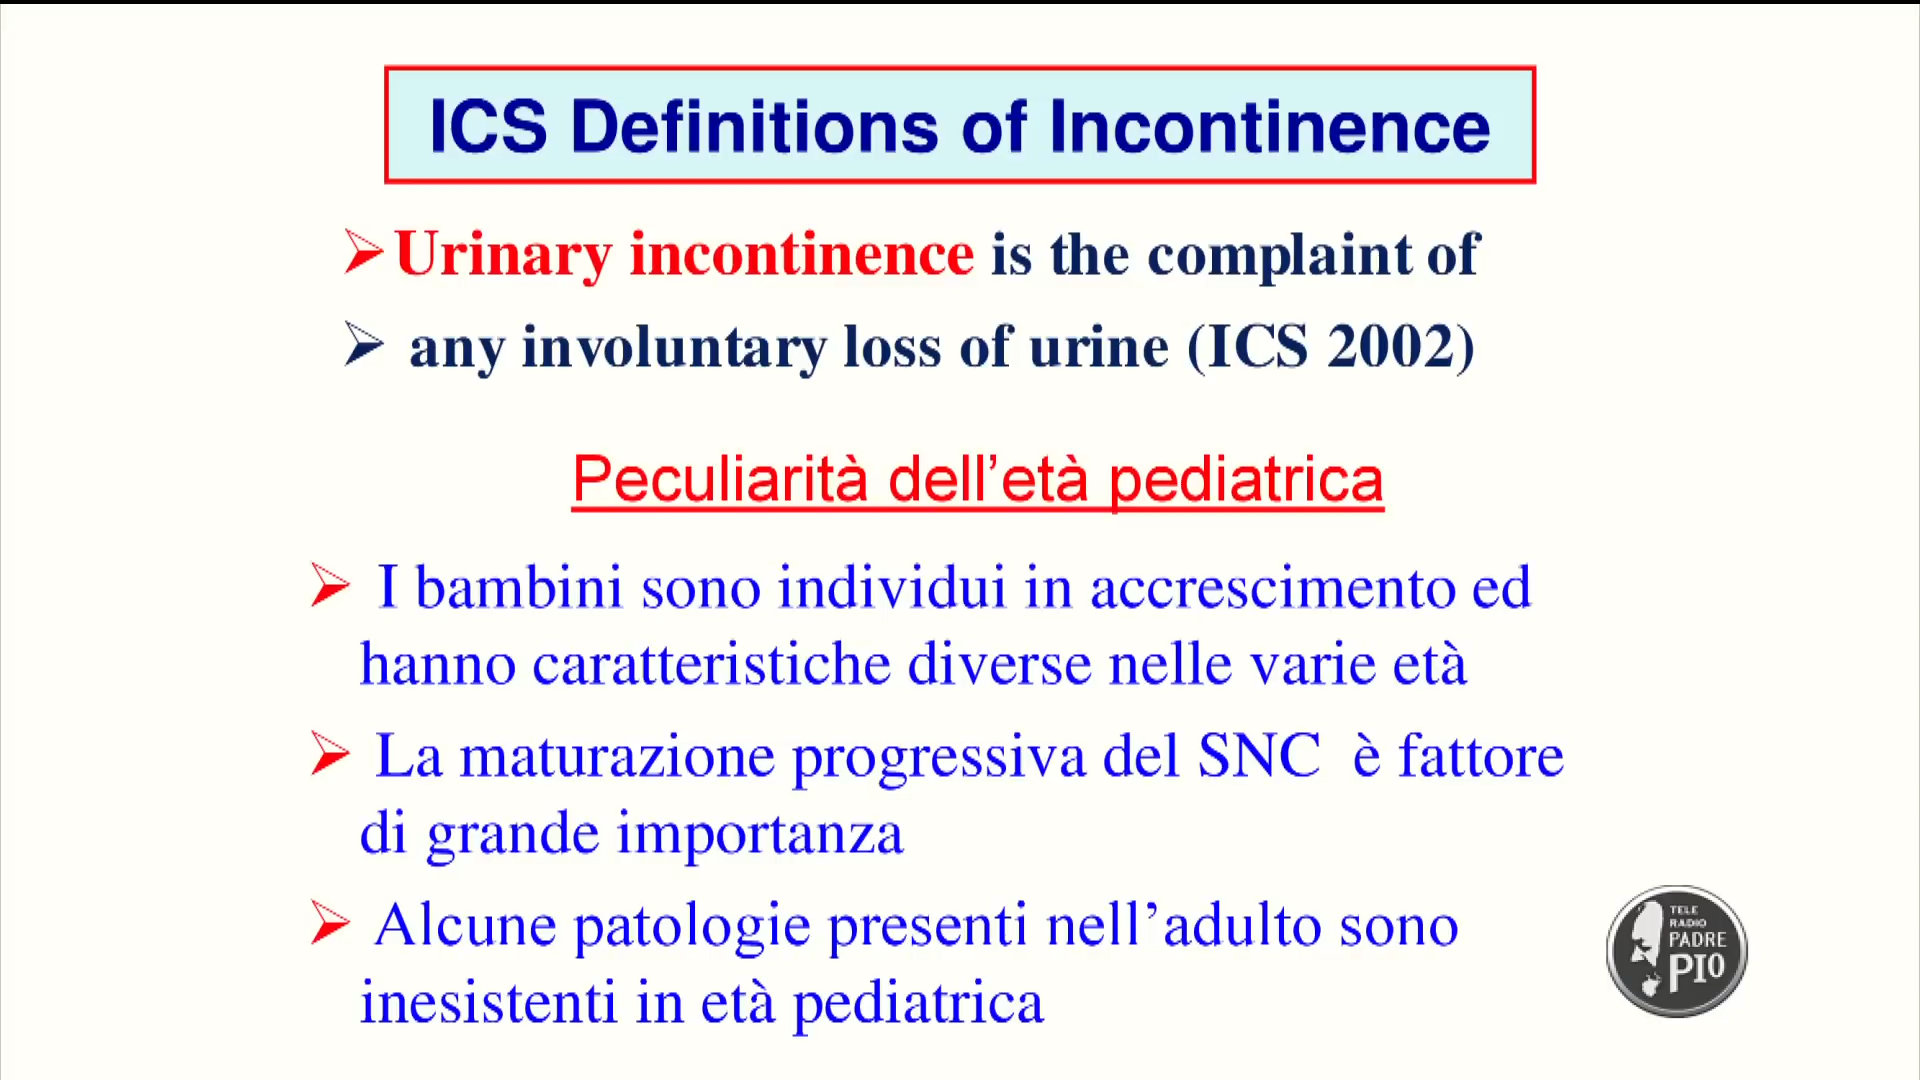 ICS Definitions of Incontinence
Urinary incontinence is the complaint of
any involuntary loss of urine (ICS 2002)
Peculiarità dell’età pediatrica
I bambini sono individui in accrescimento ed
hanno caratteristiche diverse nelle varie età
La maturazione progressiva del SNC è fattore
di grande importanza
Alcune patologie presenti nell’adulto sono
inesistenti in età pediatrica
TELE
RADIO
PADRE
PIO